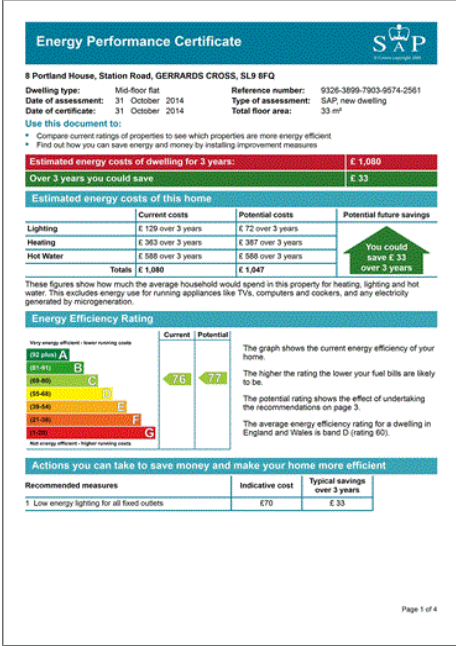 Energy Performance Certificate
SAP
© Crown copyright 2009
8 Portland House, Station Road, GERRARDS CROSS, SL9 8FQ
Dwelling type: Mid-floor flat
Reference number: 9326-3899-7903-9574-2561
Date of assessment: 31 October 2014
Type of assessment: SAP, new dwelling
Date of certificate: 31 October 2014
Total floor area: 33 m²
Use this document to:
• Compare current ratings of properties to see which properties are more energy efficient
• Find out how you can save energy and money by installing improvement measures
Estimated energy costs of dwelling for 3 years: £ 1,080
Over 3 years you could save £ 33
Estimated energy costs of this home
Current costs Potential costs Potential future savings
Lighting £ 129 over 3 years £ 72 over 3 years
Heating £ 363 over 3 years £ 387 over 3 years
Hot Water £ 588 over 3 years £ 588 over 3 years
Totals £ 1,080 £ 1,047
You could
save £ 33
over 3 years
These figures show how much the average household would spend in this property for heating, lighting and hot
water. This excludes energy use for running appliances like TVs, computers and cookers, and any electricity
generated by microgeneration.
Energy Efficiency Rating
Current Potential
Very energy efficient - lower running costs
(92 plus) A
(81-91) B
(69-80) C
76 77
(55-68) D
(39-54) E
(21-38) F
(1-20) G
Not energy efficient - higher running costs
The graph shows the current energy efficiency of your
home.
The higher the rating the lower your fuel bills are likely
to be.
The potential rating shows the effect of undertaking
the recommendations on page 3.
The average energy efficiency rating for a dwelling in
England and Wales is band D (rating 60).
Actions you can take to save money and make your home more efficient
Recommended measures Indicative cost Typical savings
over 3 years
1 Low energy lighting for all fixed outlets £70 £ 33
Page 1 of 4